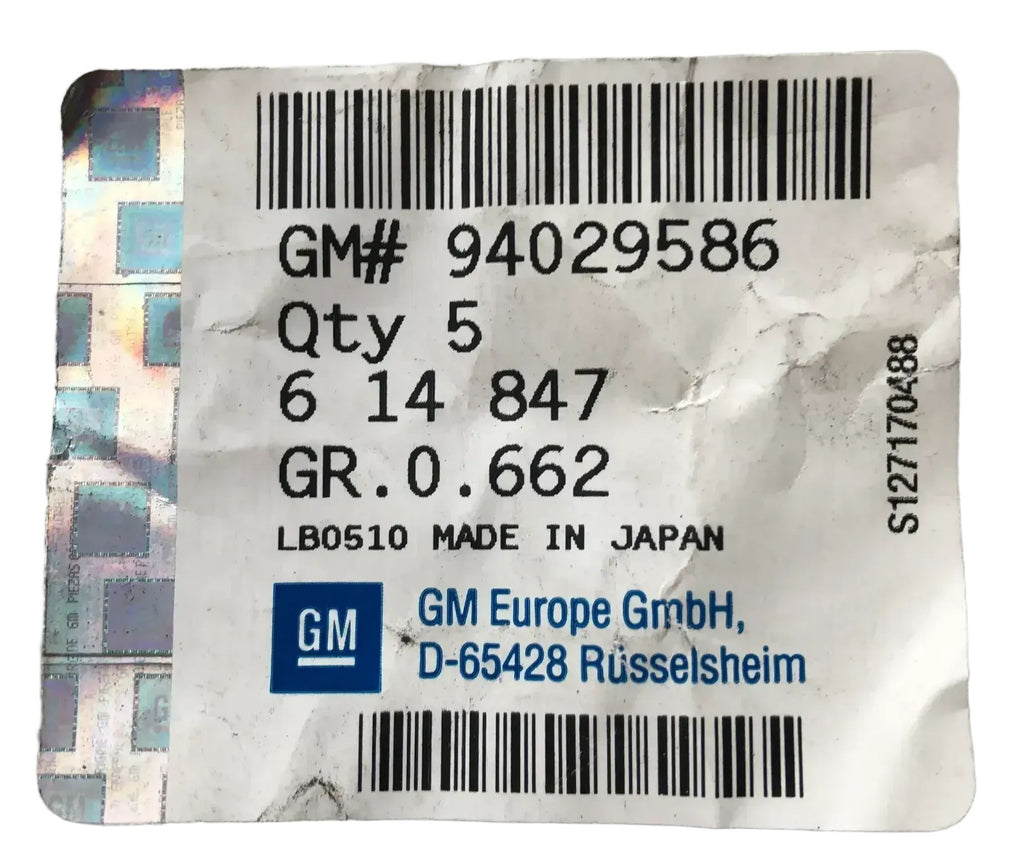 GM# 94029586
Qty 5
6 14 847
GR.0.662
LB0510 MADE IN JAPAN
GM
GM Europe GmbH,
D-65428 Rüsselsheim
S127170488